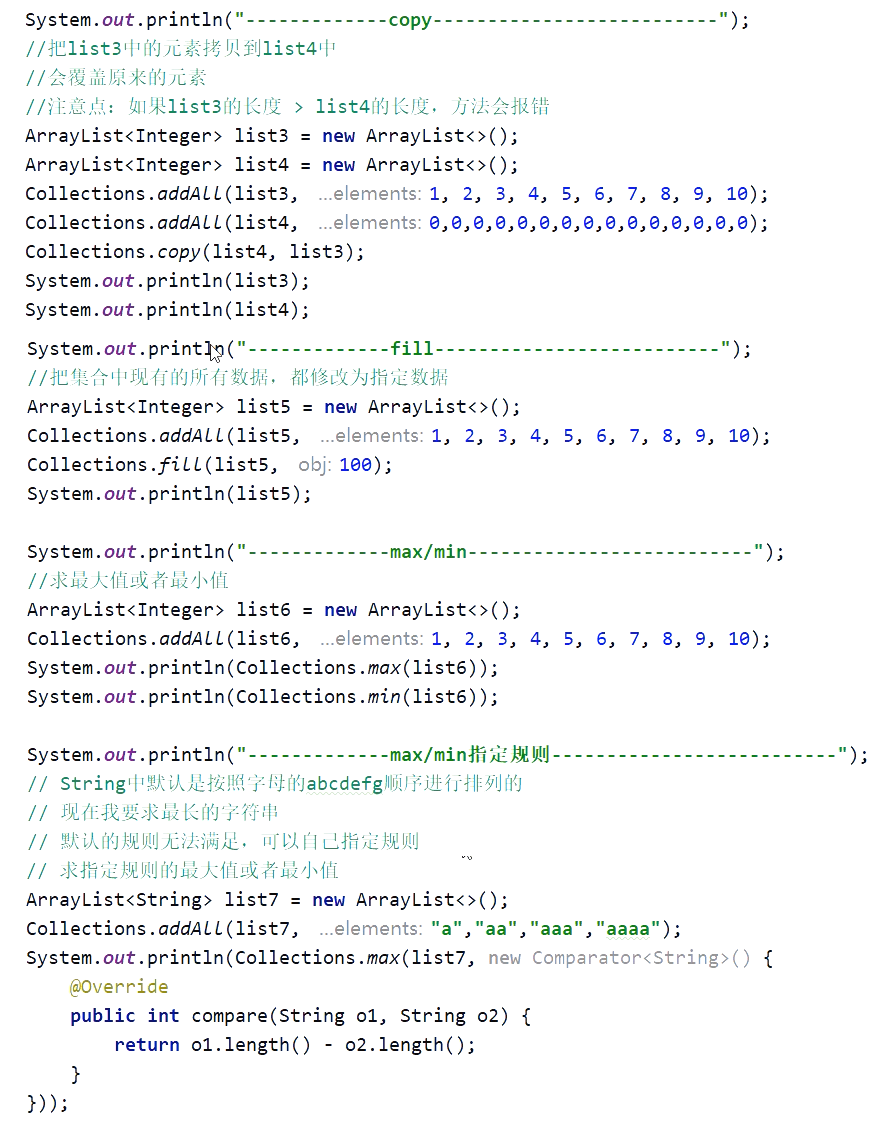 System.out.println("-------------copy--------------------------");
//把list3中的元素拷贝到list4中
//会覆盖原来的元素
//注意点：如果list3的长度 > list4的长度，方法会报错
ArrayList<Integer> list3 = new ArrayList<>();
ArrayList<Integer> list4 = new ArrayList<>();
Collections.addAll(list3, ...elements: 1, 2, 3, 4, 5, 6, 7, 8, 9, 10);
Collections.addAll(list4, ...elements: 0,0,0,0,0,0,0,0,0,0,0,0,0,0,0);
Collections.copy(list4, list3);
System.out.println(list3);
System.out.println(list4);
System.out.println("-------------fill--------------------------");
//把集合中现有的所有数据，都修改为指定数据
ArrayList<Integer> list5 = new ArrayList<>();
Collections.addAll(list5, ...elements: 1, 2, 3, 4, 5, 6, 7, 8, 9, 10);
Collections.fill(list5, obj: 100);
System.out.println(list5);
System.out.println("-------------max/min--------------------------");
//求最大值或者最小值
ArrayList<Integer> list6 = new ArrayList<>();
Collections.addAll(list6, ...elements: 1, 2, 3, 4, 5, 6, 7, 8, 9, 10);
System.out.println(Collections.max(list6));
System.out.println(Collections.min(list6));
System.out.println("-------------max/min指定规则--------------------------");
// String中默认是按照字母的abcdefg顺序进行排列的
// 现在我要求最长的字符串
// 默认的规则无法满足，可以自己指定规则
// 求指定规则的最大值或者最小值
ArrayList<String> list7 = new ArrayList<>();
Collections.addAll(list7, ...elements: "a","aa","aaa","aaaa");
System.out.println(Collections.max(list7, new Comparator<String>() {
    @Override
    public int compare(String o1, String o2) {
        return o1.length() - o2.length();
    }
}));